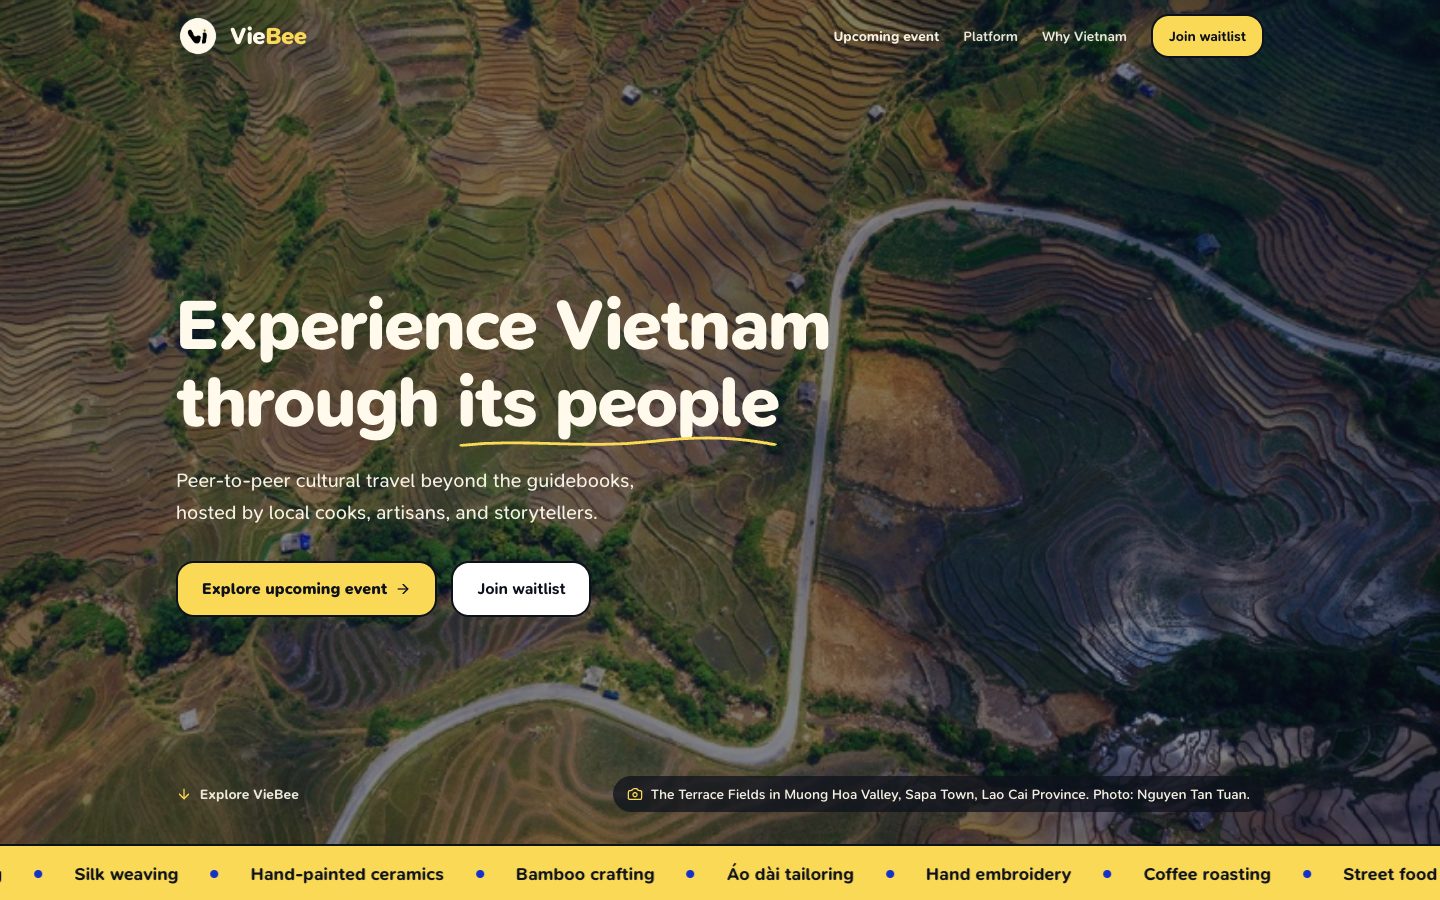 VieBee
Upcoming event
Platform
Why Vietnam
Join waitlist
Experience Vietnam
through its people
Peer-to-peer cultural travel beyond the guidebooks,
hosted by local cooks, artisans, and storytellers.
Explore upcoming event →
Join waitlist
↓ Explore VieBee
The Terrace Fields in Muong Hoa Valley, Sapa Town, Lao Cai Province. Photo: Nguyen Tan Tuan.
Silk weaving • Hand-painted ceramics • Bamboo crafting • Áo dài tailoring • Hand embroidery • Coffee roasting • Street food